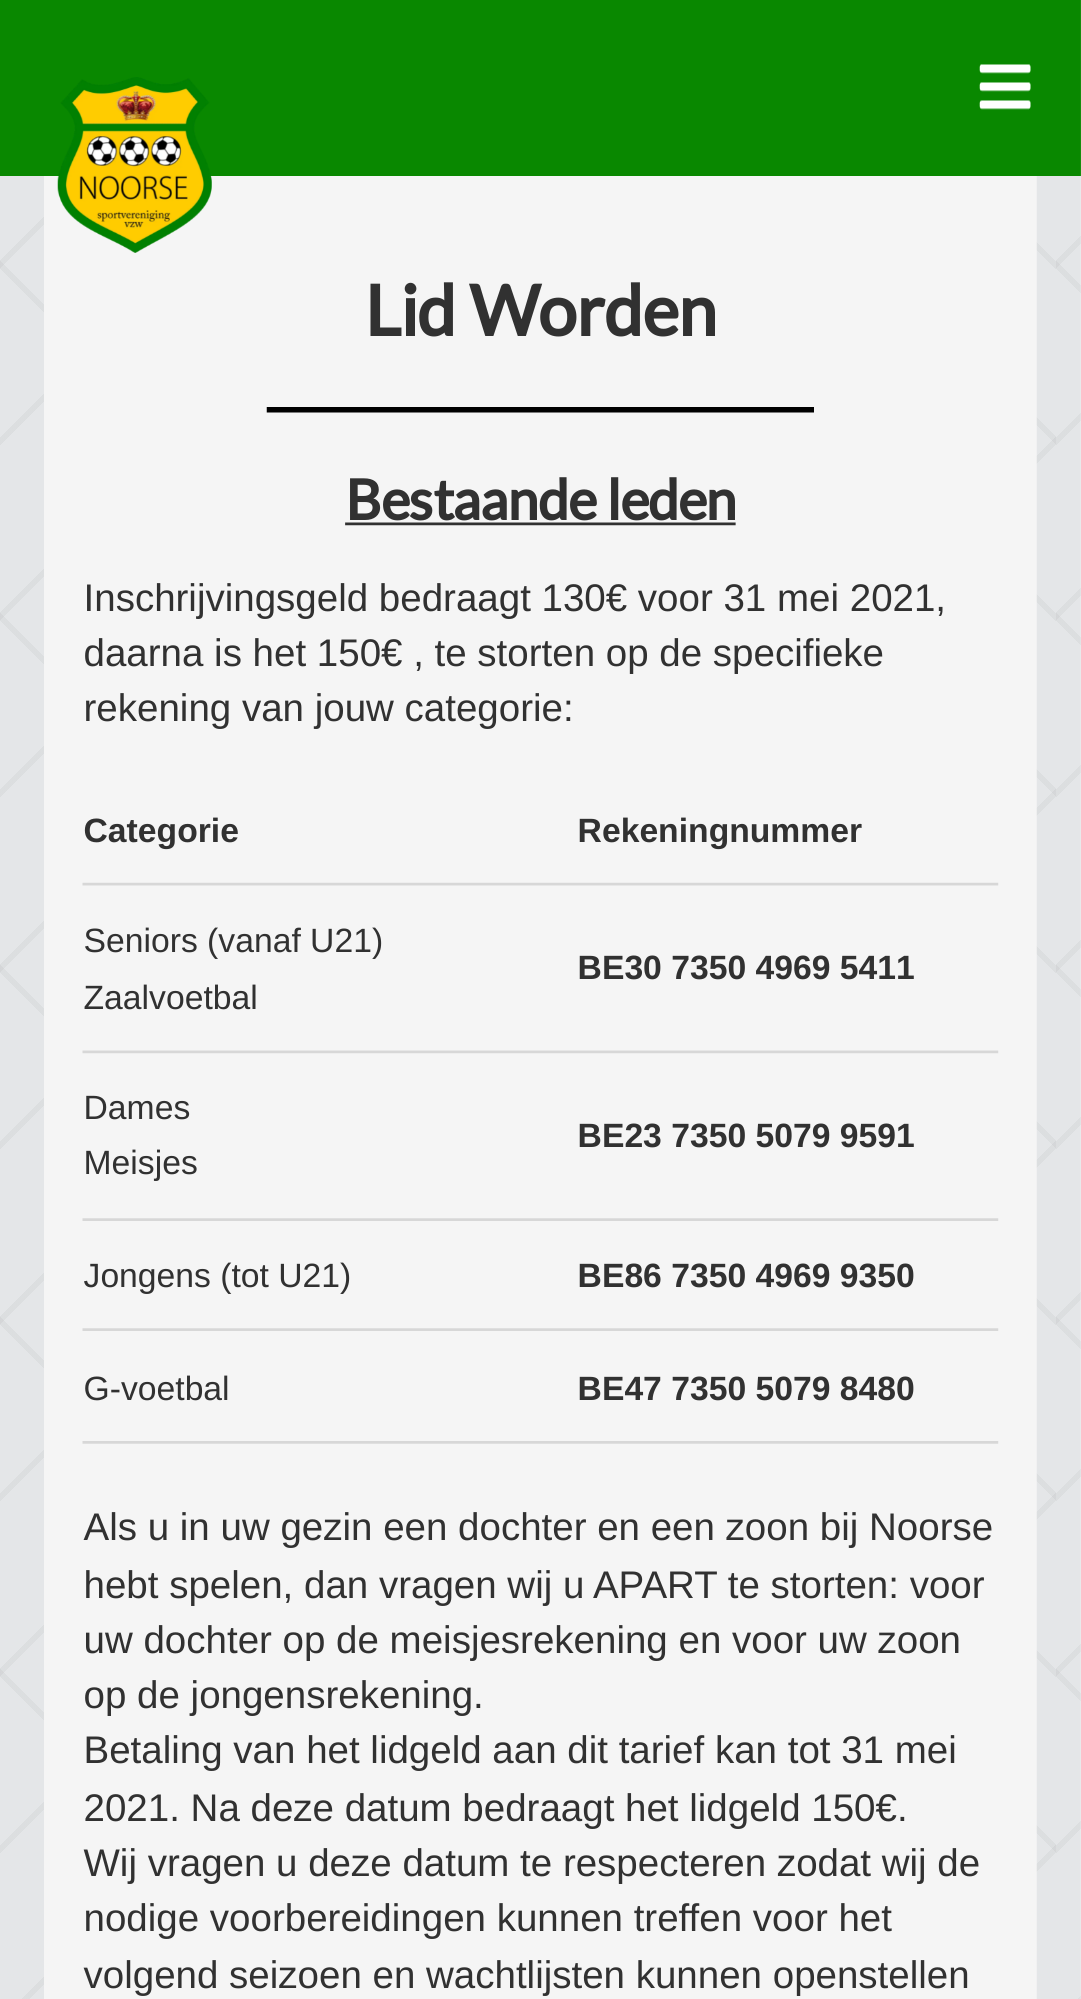 NOORSE
sportvereniging
vzw
Lid Worden
Bestaande leden
Inschrijvingsgeld bedraagt 130€ voor 31 mei 2021,
daarna is het 150€ , te storten op de specifieke
rekening van jouw categorie:
Categorie Rekeningnummer
Seniors (vanaf U21)
Zaalvoetbal
BE30 7350 4969 5411
Dames
Meisjes
BE23 7350 5079 9591
Jongens (tot U21) BE86 7350 4969 9350
G-voetbal BE47 7350 5079 8480
Als u in uw gezin een dochter en een zoon bij Noorse
hebt spelen, dan vragen wij u APART te storten: voor
uw dochter op de meisjesrekening en voor uw zoon
op de jongensrekening.
Betaling van het lidgeld aan dit tarief kan tot 31 mei
2021. Na deze datum bedraagt het lidgeld 150€.
Wij vragen u deze datum te respecteren zodat wij de
nodige voorbereidingen kunnen treffen voor het
volgend seizoen en wachtlijsten kunnen openstellen